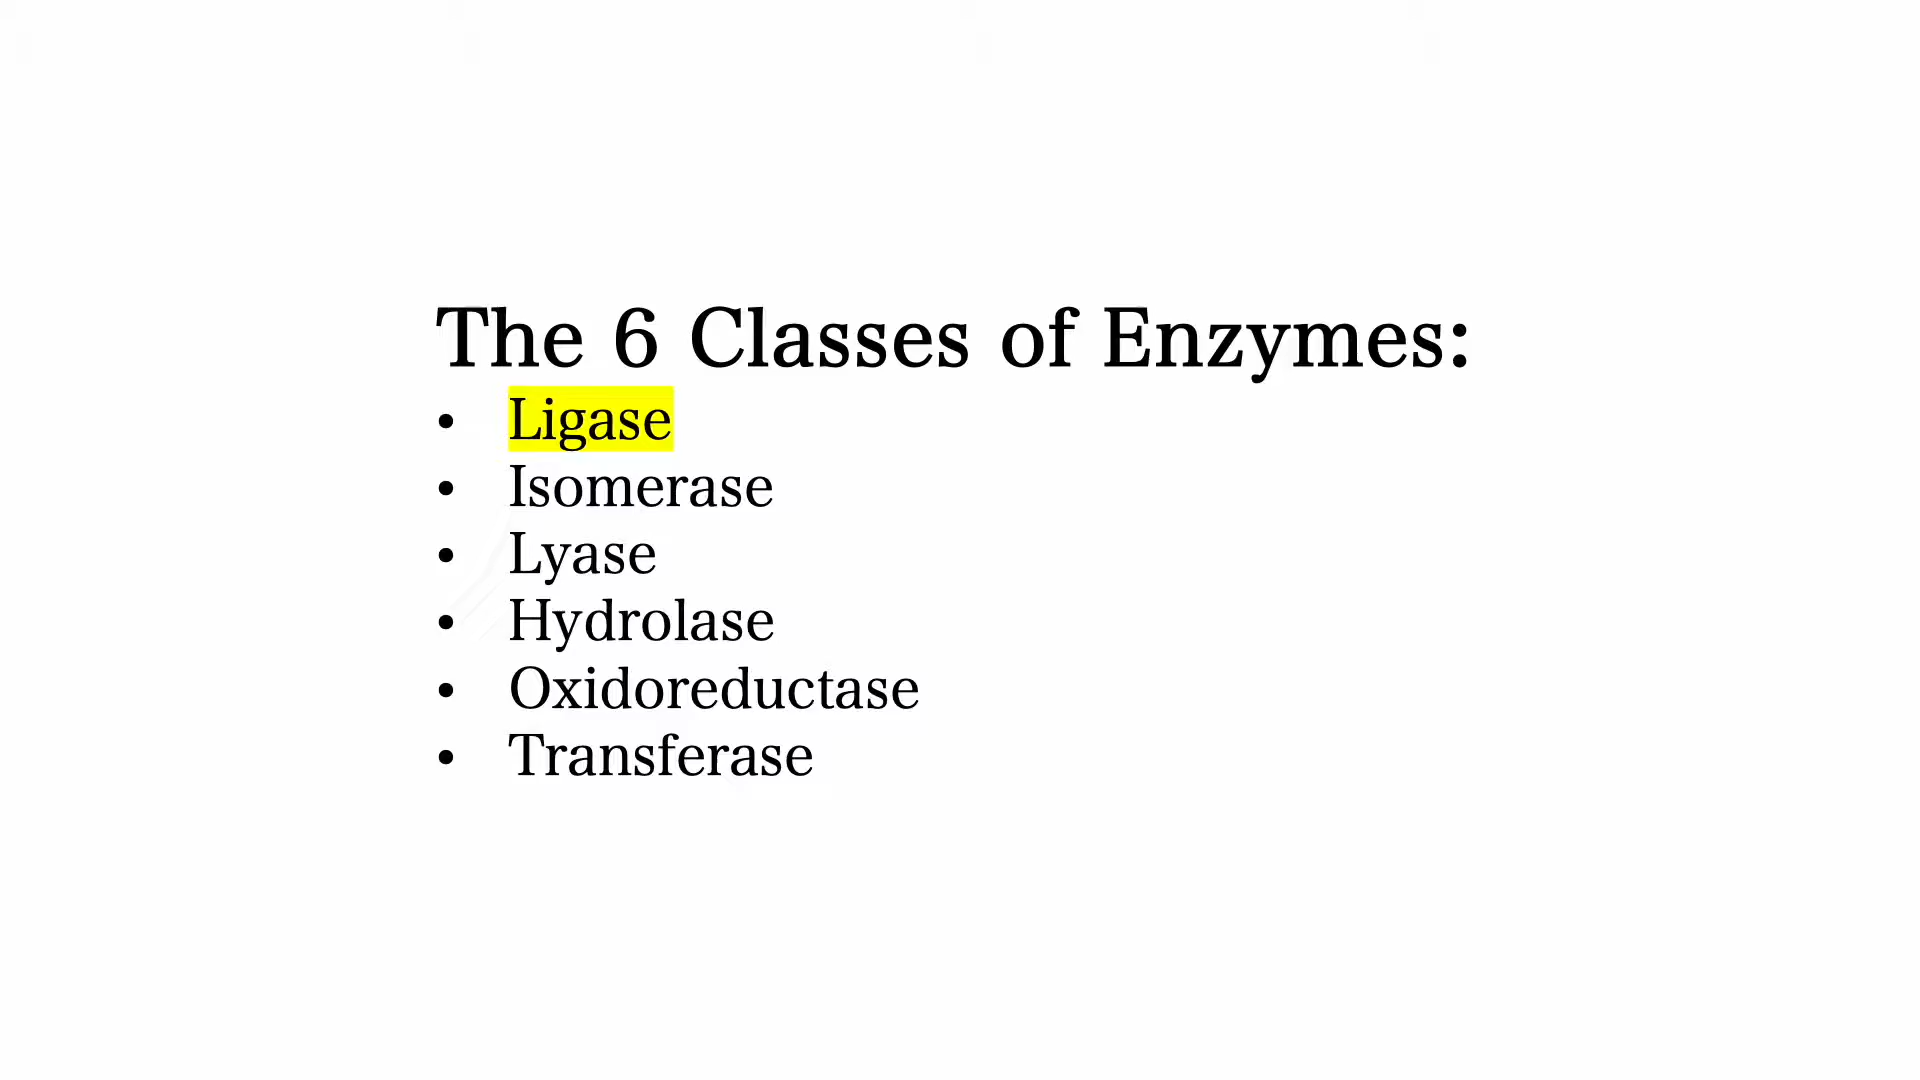 The 6 Classes of Enzymes:
• Ligase
• Isomerase
• Lyase
• Hydrolase
• Oxidoreductase
• Transferase